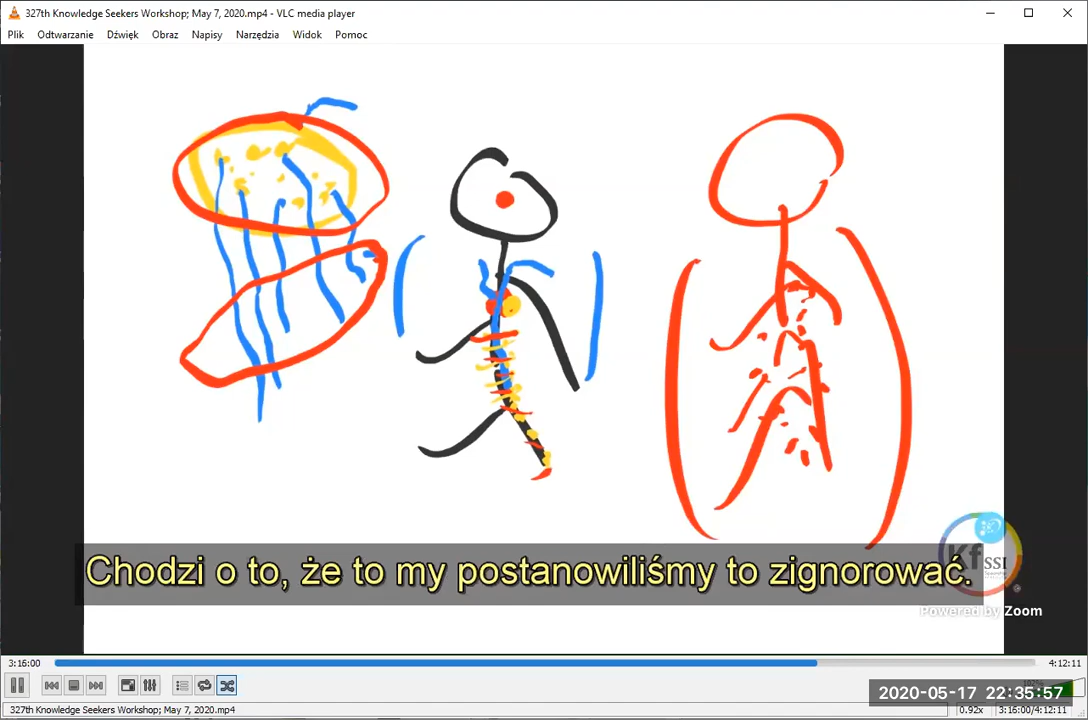 327th Knowledge Seekers Workshop; May 7, 2020.mp4 - VLC media player
Plik Odtwarzanie Dźwięk Obraz Napisy Narzędzia Widok Pomoc
Chodzi o to, że to my postanowiliśmy to zignorować.
Kf SSI
Powered by Zoom
3:16:00 4:12:11
102%
2020-05-17 22:35:57
327th Knowledge Seekers Workshop; May 7, 2020.mp4 0.92x 3:16:00/4:12:11